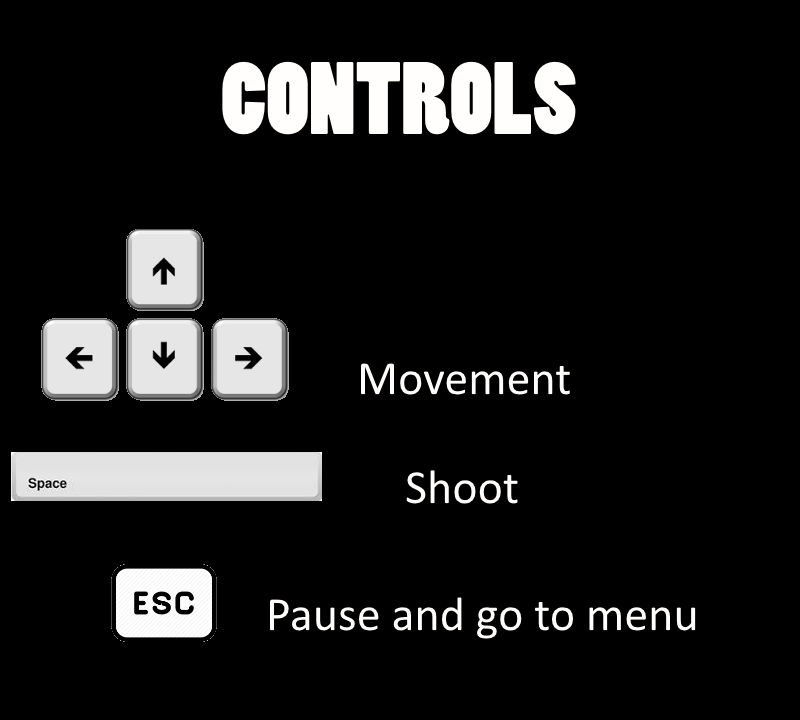 CONTROLS
↑
← ↓ →
Movement
Space
Shoot
ESC
Pause and go to menu